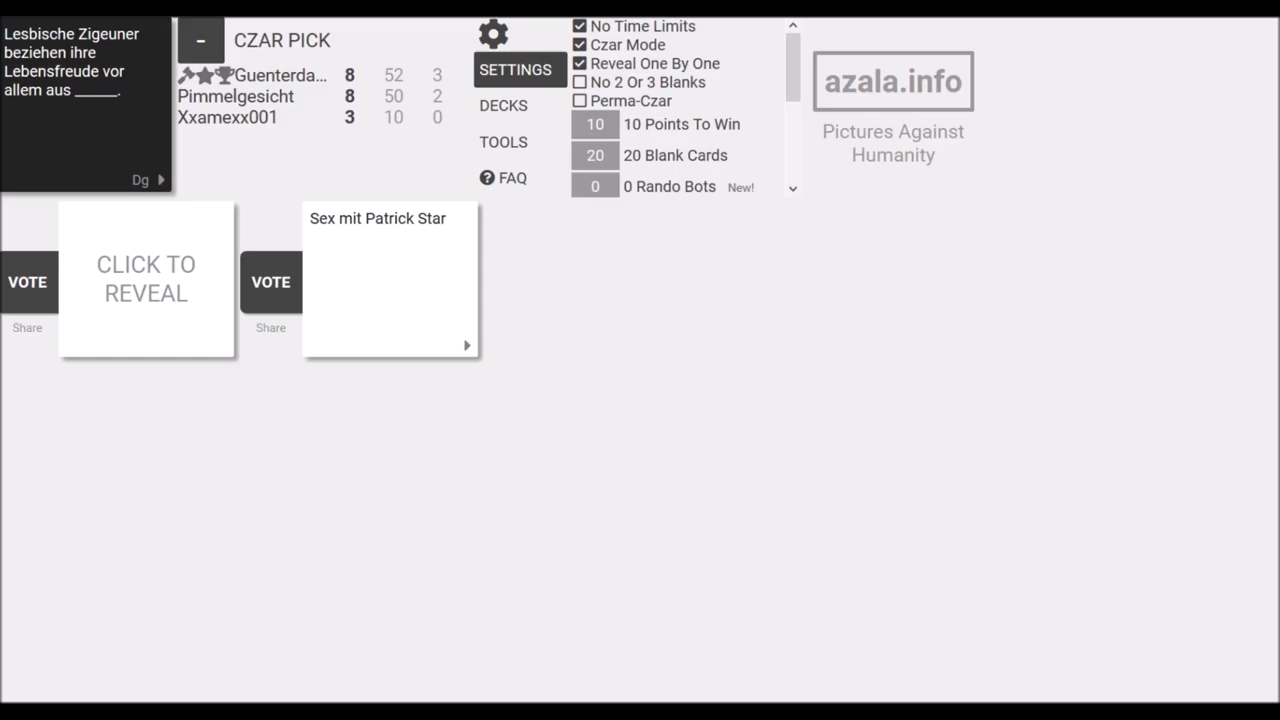 Lesbische Zigeuner
beziehen ihre
Lebensfreude vor
allem aus _____.
Dg
-
CZAR PICK
Guenterda... 8 52 3
Pimmelgesicht 8 50 2
Xxamexx001 3 10 0
SETTINGS
DECKS
TOOLS
FAQ
No Time Limits
Czar Mode
Reveal One By One
No 2 Or 3 Blanks
Perma-Czar
10 10 Points To Win
20 20 Blank Cards
0 0 Rando Bots New!
azala.info
Pictures Against
Humanity
VOTE
Share
CLICK TO
REVEAL
VOTE
Share
Sex mit Patrick Star